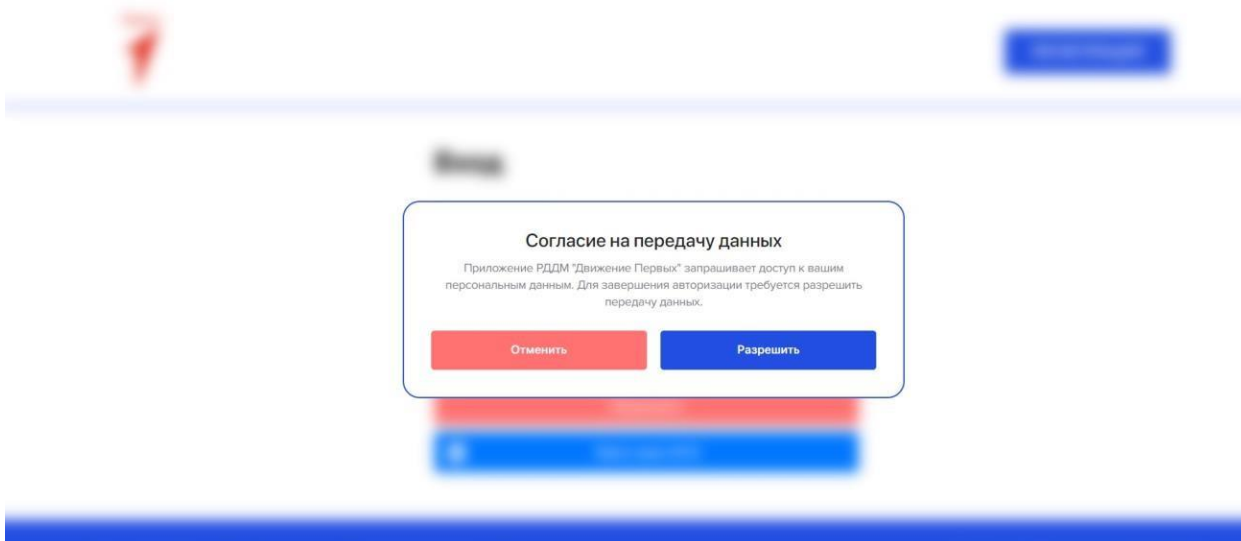 Вход
Согласие на передачу данных
Приложение РДДМ "Движение Первых" запрашивает доступ к вашим
персональным данным. Для завершения авторизации требуется разрешить
передачу данных.
Отменить
Разрешить